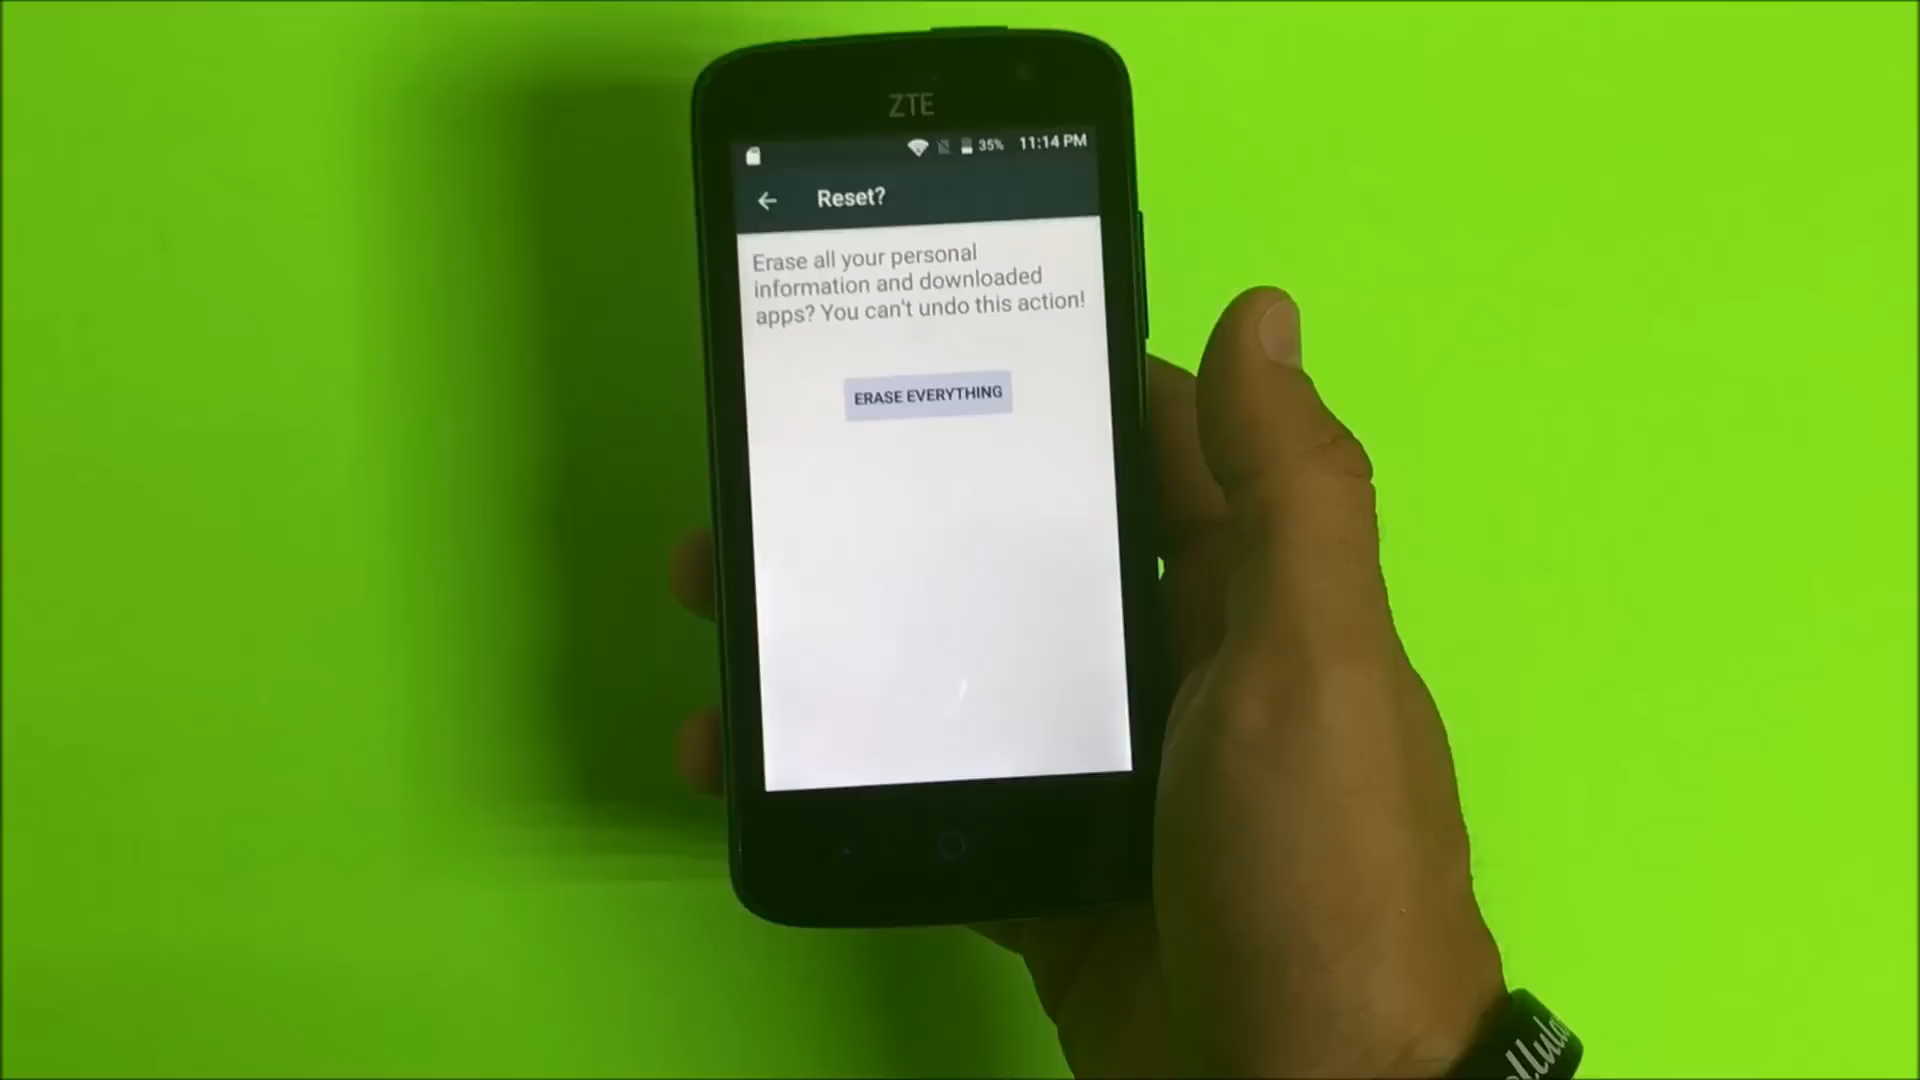 ZTE
35% 11:14 PM
Reset?
Erase all your personal
information and downloaded
apps? You can't undo this action!
ERASE EVERYTHING